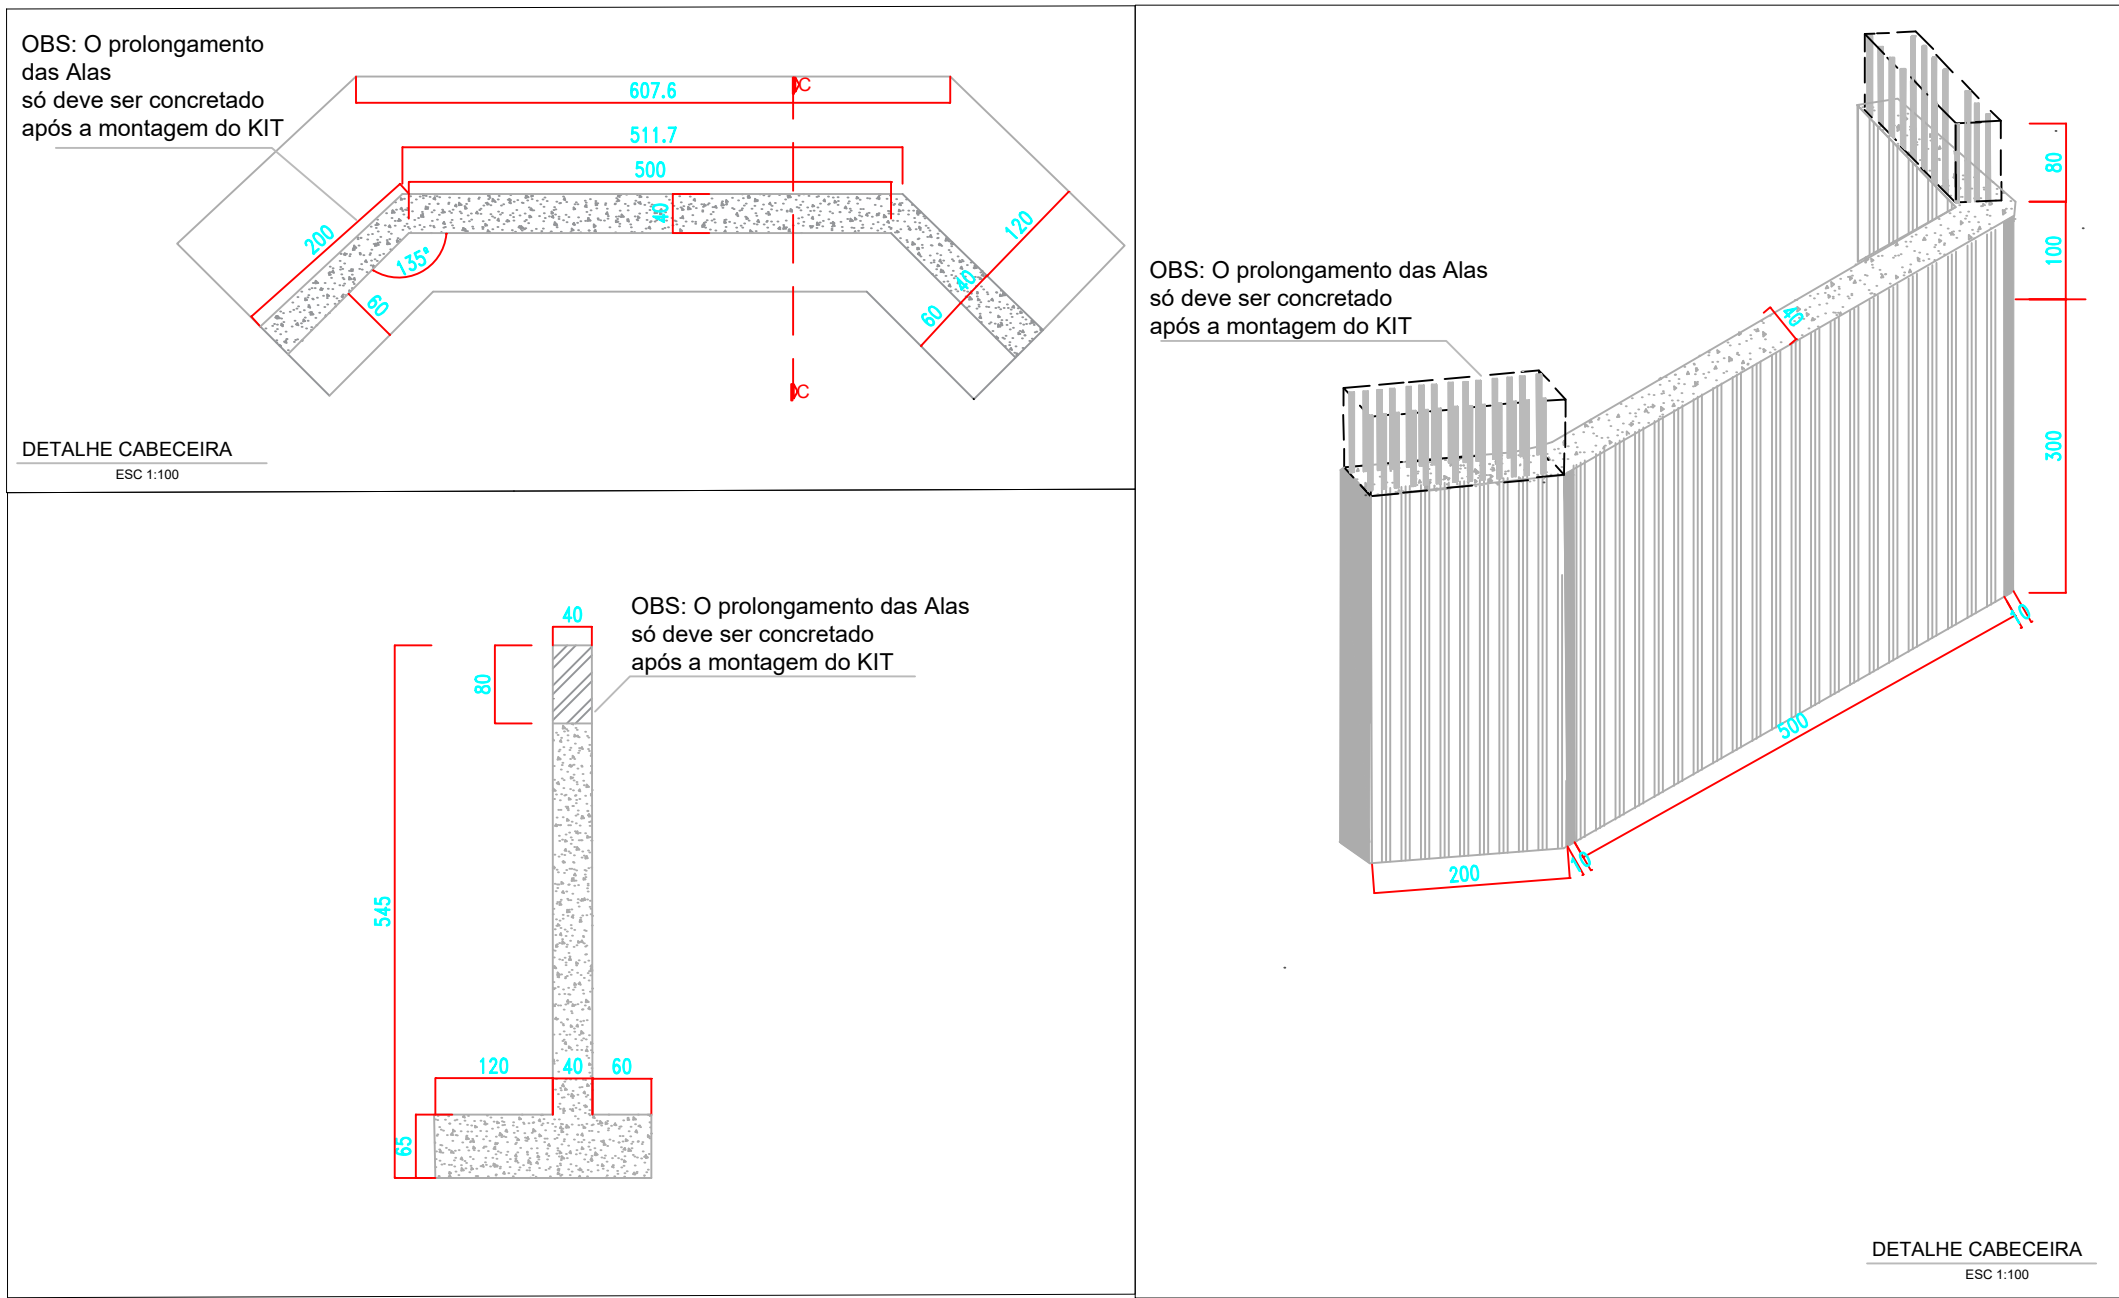 OBS: O prolongamento
das Alas
só deve ser concretado
após a montagem do KIT
607.6
C
511.7
500
40
200
135°
60
120
40
60
C
DETALHE CABECEIRA
ESC 1:100
OBS: O prolongamento das Alas
só deve ser concretado
após a montagem do KIT
40
80
545
120
40
60
65
OBS: O prolongamento das Alas
só deve ser concretado
após a montagem do KIT
80
100
40
300
10
500
10
200
DETALHE CABECEIRA
ESC 1:100